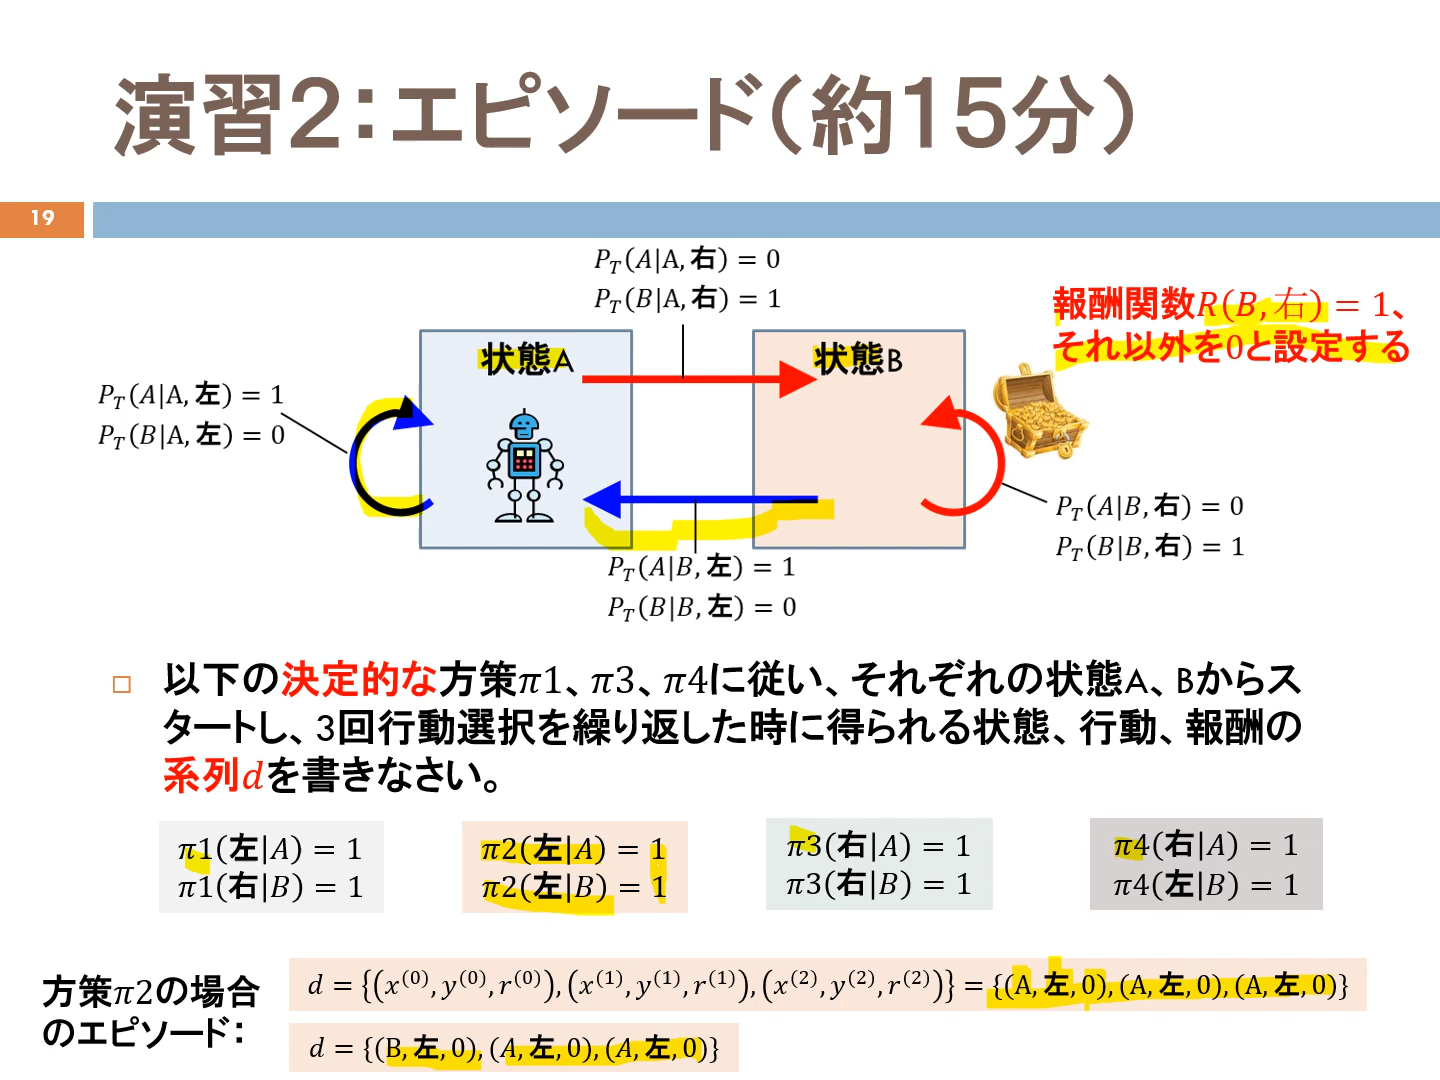 演習2：エピソード（約15分）
19
P_T(A|A, 右) = 0
P_T(B|A, 右) = 1
報酬関数R(B, 右) = 1、
それ以外を0と設定する
状態A
状態B
P_T(A|A, 左) = 1
P_T(B|A, 左) = 0
P_T(A|B, 右) = 0
P_T(B|B, 右) = 1
P_T(A|B, 左) = 1
P_T(B|B, 左) = 0
以下の決定的な方策π1、π3、π4に従い、それぞれの状態A、Bからス
タートし、3回行動選択を繰り返した時に得られる状態、行動、報酬の
系列dを書きなさい。
π1(左|A) = 1
π1(右|B) = 1
π2(左|A) = 1
π2(左|B) = 1
π3(右|A) = 1
π3(右|B) = 1
π4(右|A) = 1
π4(左|B) = 1
方策π2の場合
のエピソード：
d = {(x^(0), y^(0), r^(0)), (x^(1), y^(1), r^(1)), (x^(2), y^(2), r^(2))} = {(A, 左, 0), (A, 左, 0), (A, 左, 0)}
d = {(B, 左, 0), (A, 左, 0), (A, 左, 0)}